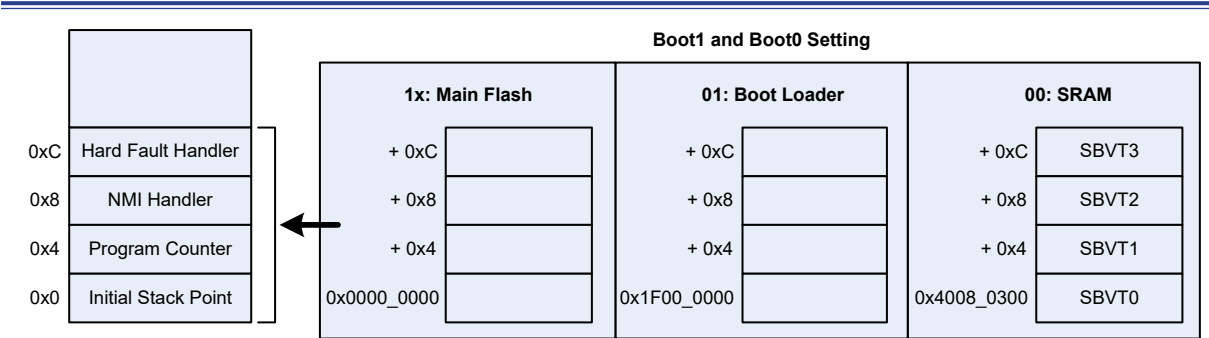 Boot1 and Boot0 Setting
1x: Main Flash 01: Boot Loader 00: SRAM
0xC Hard Fault Handler + 0xC + 0xC + 0xC SBVT3
0x8 NMI Handler + 0x8 + 0x8 + 0x8 SBVT2
0x4 Program Counter + 0x4 + 0x4 + 0x4 SBVT1
0x0 Initial Stack Point 0x0000_0000 0x1F00_0000 0x4008_0300 SBVT0